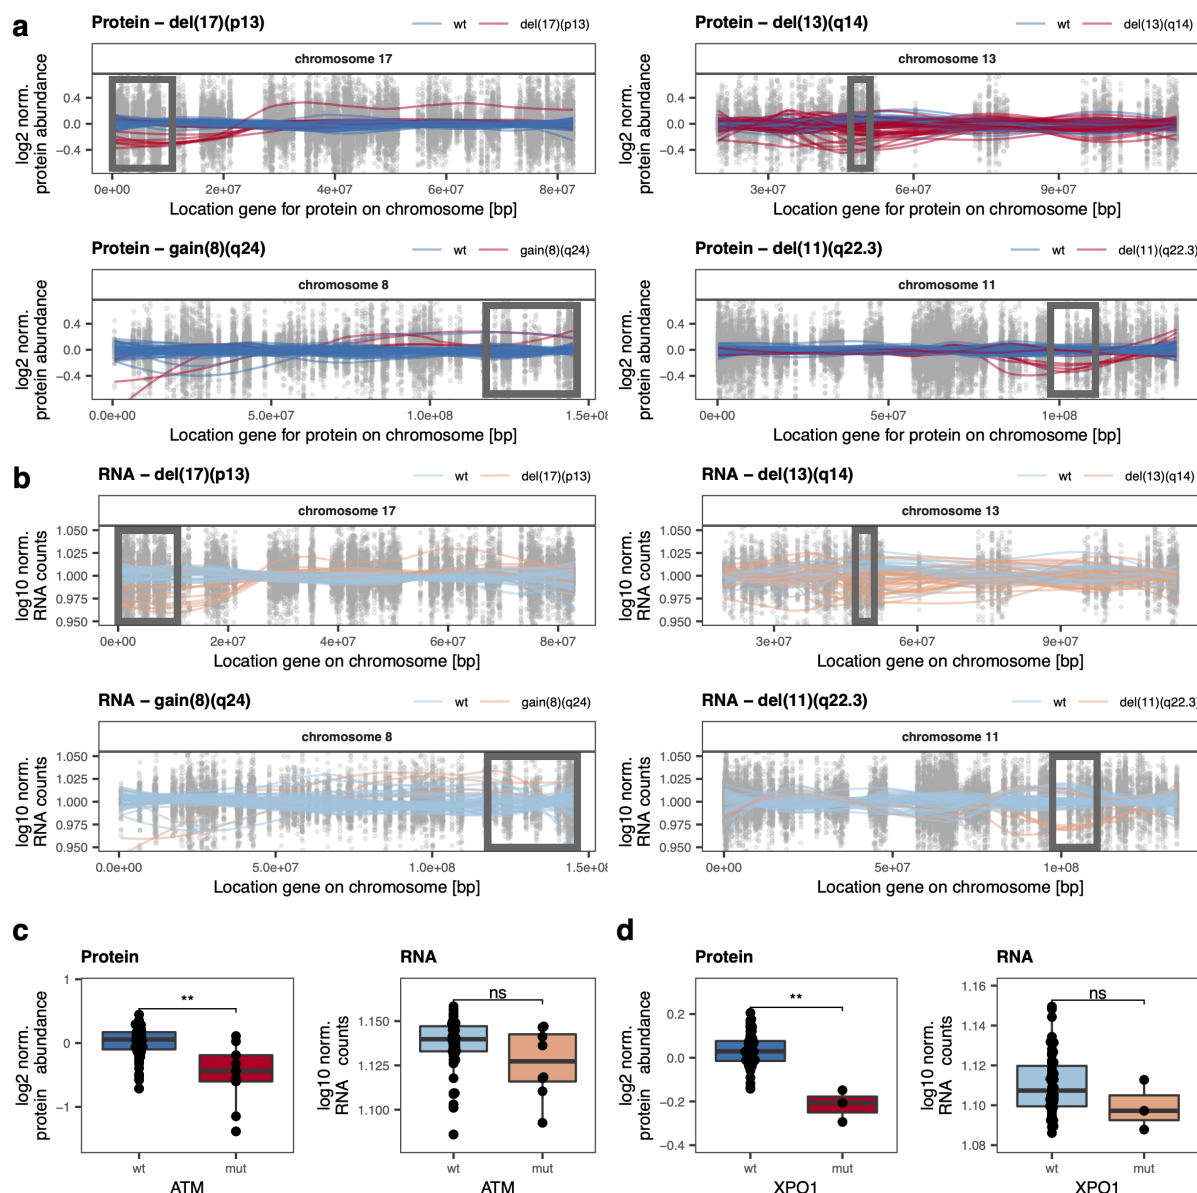 a
Protein – del(17)(p13)
wt
del(17)(p13)
chromosome 17
log2 norm.
protein abundance
0.4
0.0
−0.4
0e+00
2e+07
4e+07
6e+07
8e+07
Location gene for protein on chromosome [bp]
Protein – del(13)(q14)
wt
del(13)(q14)
chromosome 13
log2 norm.
protein abundance
0.4
0.0
−0.4
3e+07
6e+07
9e+07
Location gene for protein on chromosome [bp]
Protein – gain(8)(q24)
wt
gain(8)(q24)
chromosome 8
log2 norm.
protein abundance
0.4
0.0
−0.4
0.0e+00
5.0e+07
1.0e+08
1.5e+0
Location gene for protein on chromosome [bp]
Protein – del(11)(q22.3)
wt
del(11)(q22.3)
chromosome 11
log2 norm.
protein abundance
0.4
0.0
−0.4
0e+00
5e+07
1e+08
Location gene for protein on chromosome [bp]
b
RNA – del(17)(p13)
wt
del(17)(p13)
chromosome 17
log10 norm.
RNA counts
1.050
1.025
1.000
0.975
0.950
0e+00
2e+07
4e+07
6e+07
8e+07
Location gene on chromosome [bp]
RNA – del(13)(q14)
wt
del(13)(q14)
chromosome 13
log10 norm.
RNA counts
1.050
1.025
1.000
0.975
0.950
3e+07
6e+07
9e+07
Location gene on chromosome [bp]
RNA – gain(8)(q24)
wt
gain(8)(q24)
chromosome 8
log10 norm.
RNA counts
1.050
1.025
1.000
0.975
0.950
0.0e+00
5.0e+07
1.0e+08
1.5e+0
Location gene on chromosome [bp]
RNA – del(11)(q22.3)
wt
del(11)(q22.3)
chromosome 11
log10 norm.
RNA counts
1.050
1.025
1.000
0.975
0.950
0e+00
5e+07
1e+08
Location gene on chromosome [bp]
c
Protein
log2 norm.
protein abundance
1
0
−1
**
wt
mut
ATM
RNA
log10 norm.
RNA counts
1.150
1.125
1.100
ns
wt
mut
ATM
d
Protein
log2 norm.
protein abundance
0.2
0.0
−0.2
−0.4
**
wt
mut
XPO1
RNA
log10 norm.
RNA counts
1.16
1.14
1.12
1.10
1.08
ns
wt
mut
XPO1